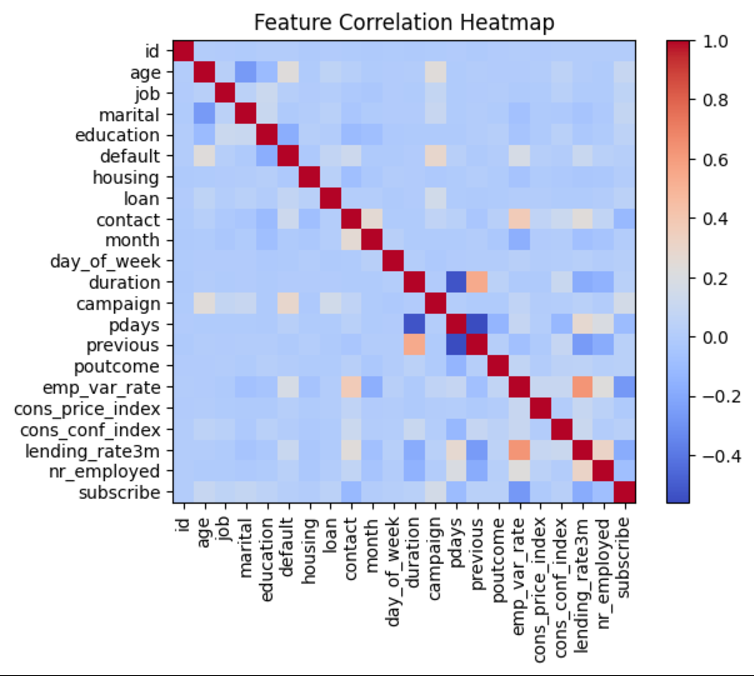 Feature Correlation Heatmap
id
age
job
marital
education
default
housing
loan
contact
month
day_of_week
duration
campaign
pdays
previous
poutcome
emp_var_rate
cons_price_index
cons_conf_index
lending_rate3m
nr_employed
subscribe
id
age
job
marital
education
default
housing
loan
contact
month
day_of_week
duration
campaign
pdays
previous
poutcome
emp_var_rate
cons_price_index
cons_conf_index
lending_rate3m
nr_employed
subscribe
1.0
0.8
0.6
0.4
0.2
0.0
−0.2
−0.4